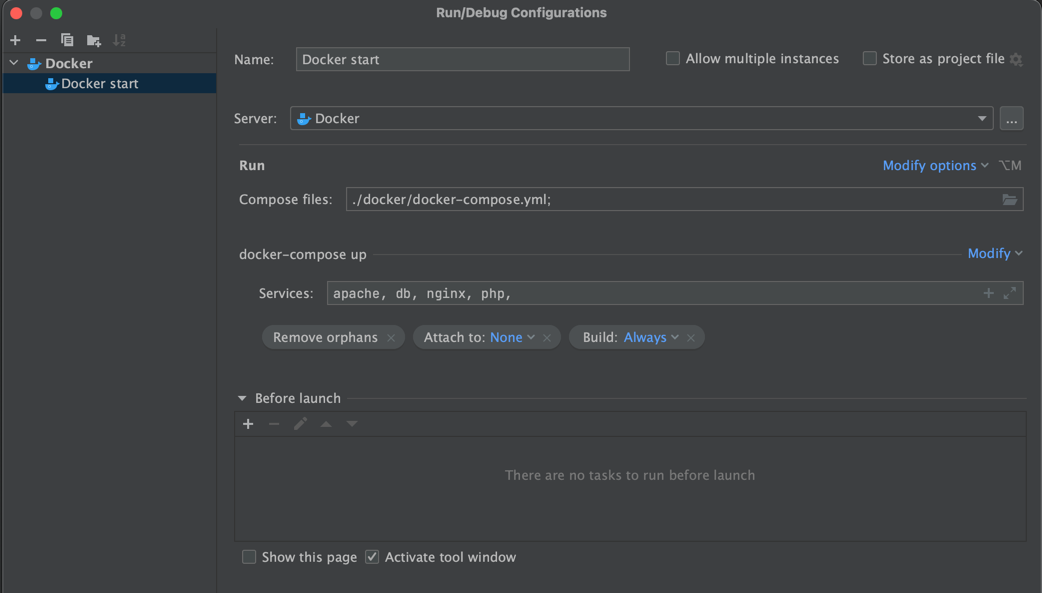 Run/Debug Configurations
Docker
Docker start
Name: Docker start Allow multiple instances Store as project file
Server: Docker ...
Run Modify options ⌥M
Compose files: ./docker/docker-compose.yml;
docker-compose up Modify
Services: apache, db, nginx, php,
Remove orphans Attach to: None Build: Always
Before launch
There are no tasks to run before launch
Show this page Activate tool window